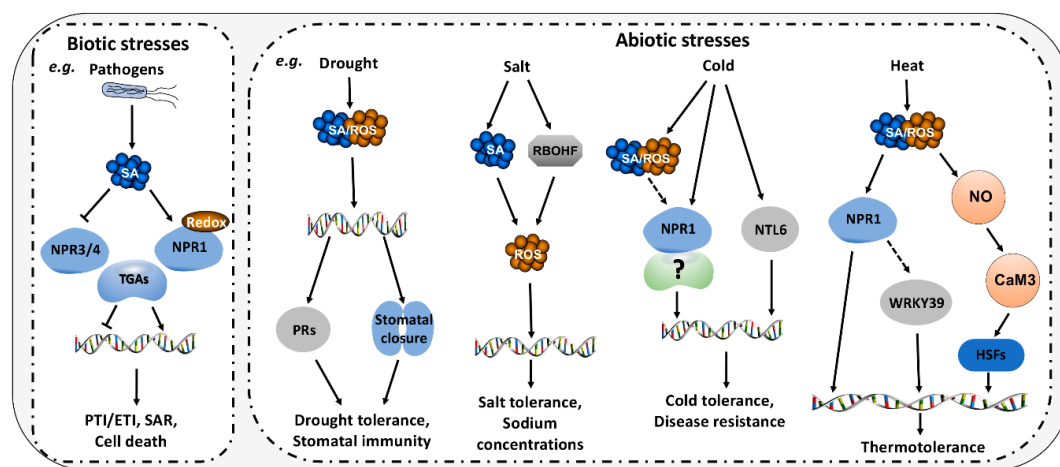 Biotic stresses
e.g. Pathogens
SA
Redox
NPR3/4
NPR1
TGAs
PTI/ETI, SAR,
Cell death
Abiotic stresses
e.g. Drought
SA/ROS
PRs
Stomatal
closure
Drought tolerance,
Stomatal immunity
Salt
SA
RBOHF
ROS
Salt tolerance,
Sodium
concentrations
Cold
SA/ROS
NPR1
NTL6
?
Cold tolerance,
Disease resistance
Heat
SA/ROS
NO
NPR1
CaM3
WRKY39
HSFs
Thermotolerance